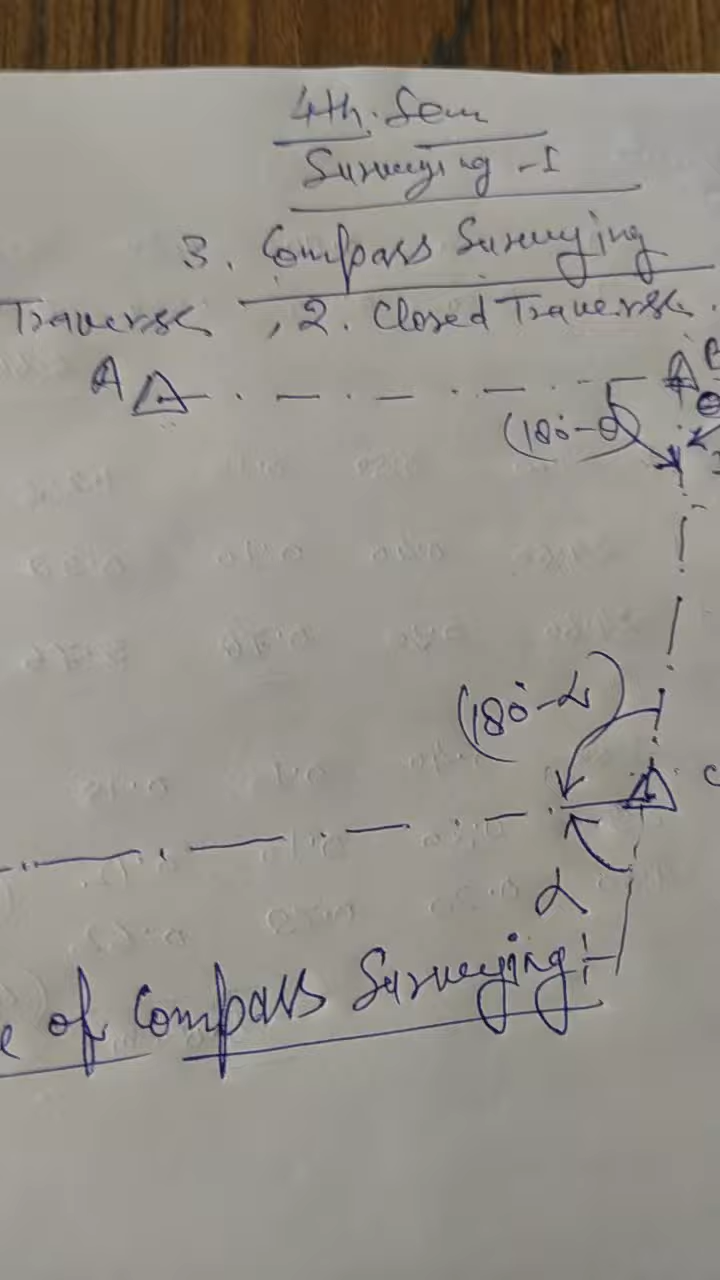 4th. Sem
Surveying - I
3. Compass Surveying
Traverse, 2. Closed Traverse.
A B
(180° - θ) θ
(180° - α)
C
α
e of Compass Surveying :-